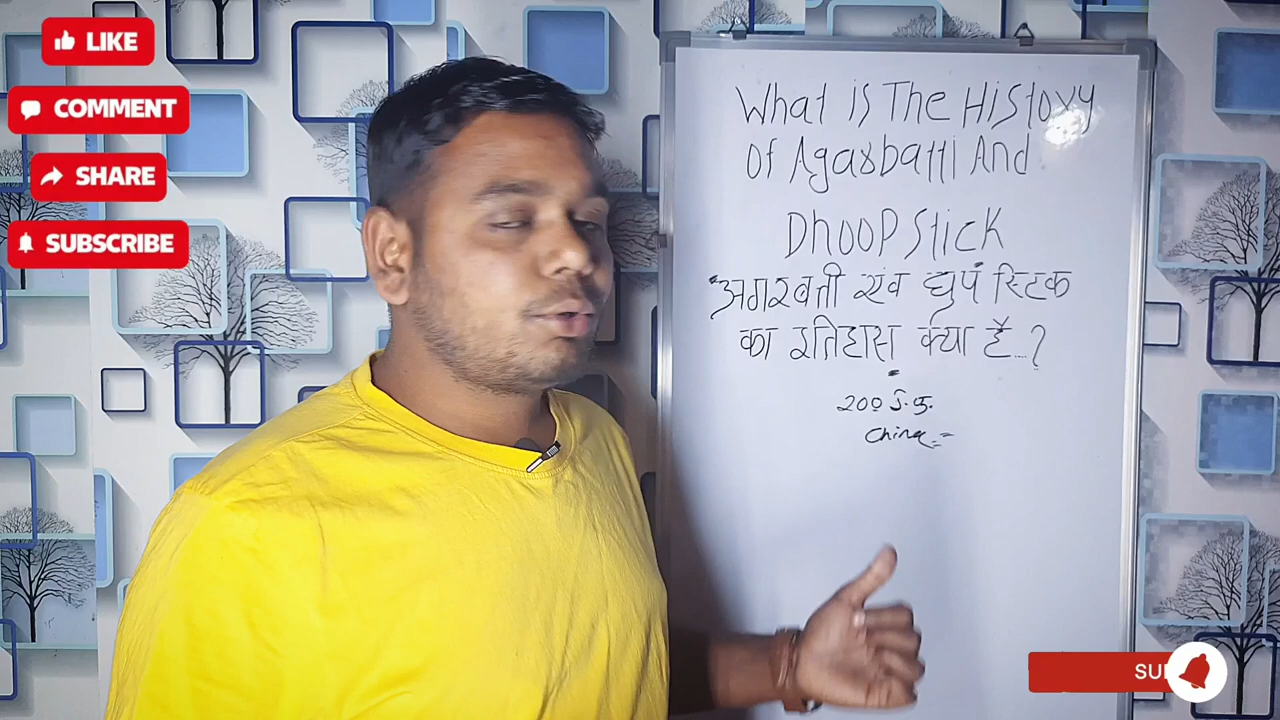 LIKE
COMMENT
SHARE
SUBSCRIBE
What is The History
Of Agarbatti And
Dhoop Stick
"अगरबत्ती एवं धुप स्टिक
का इतिहास क्या है...?
200 ई.पू.
China
SU